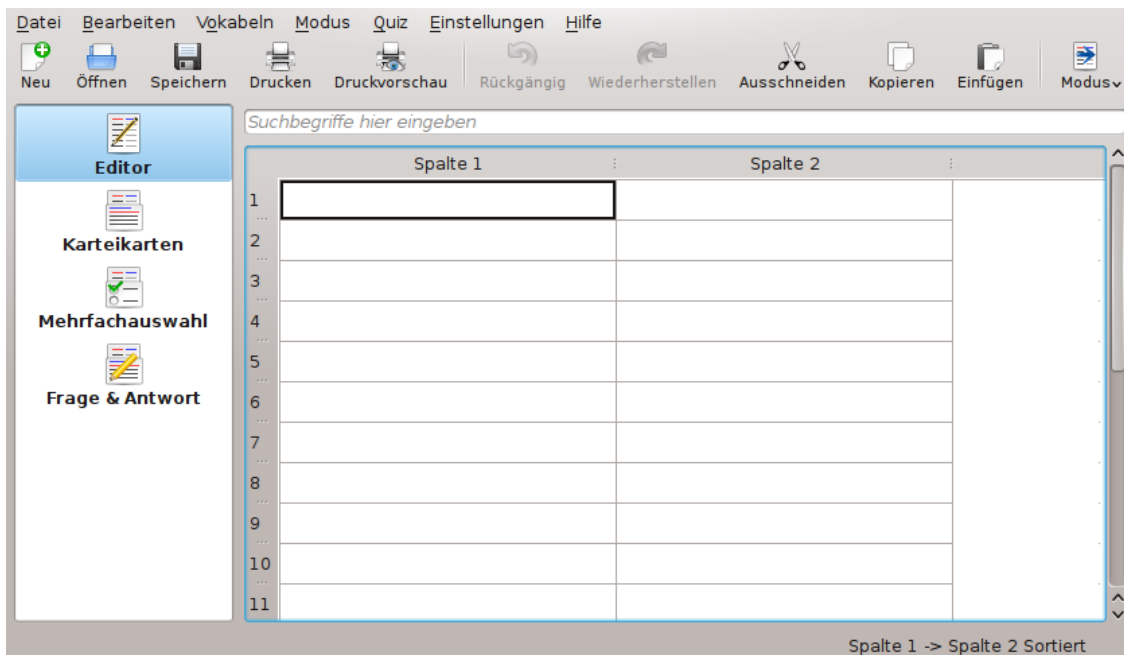 Datei Bearbeiten Vokabeln Modus Quiz Einstellungen Hilfe
Neu Öffnen Speichern Drucken Druckvorschau Rückgängig Wiederherstellen Ausschneiden Kopieren Einfügen Modus
Suchbegriffe hier eingeben
Editor
Karteikarten
Mehrfachauswahl
Frage & Antwort
Spalte 1 Spalte 2
1
2
3
4
5
6
7
8
9
10
11
Spalte 1 -> Spalte 2 Sortiert